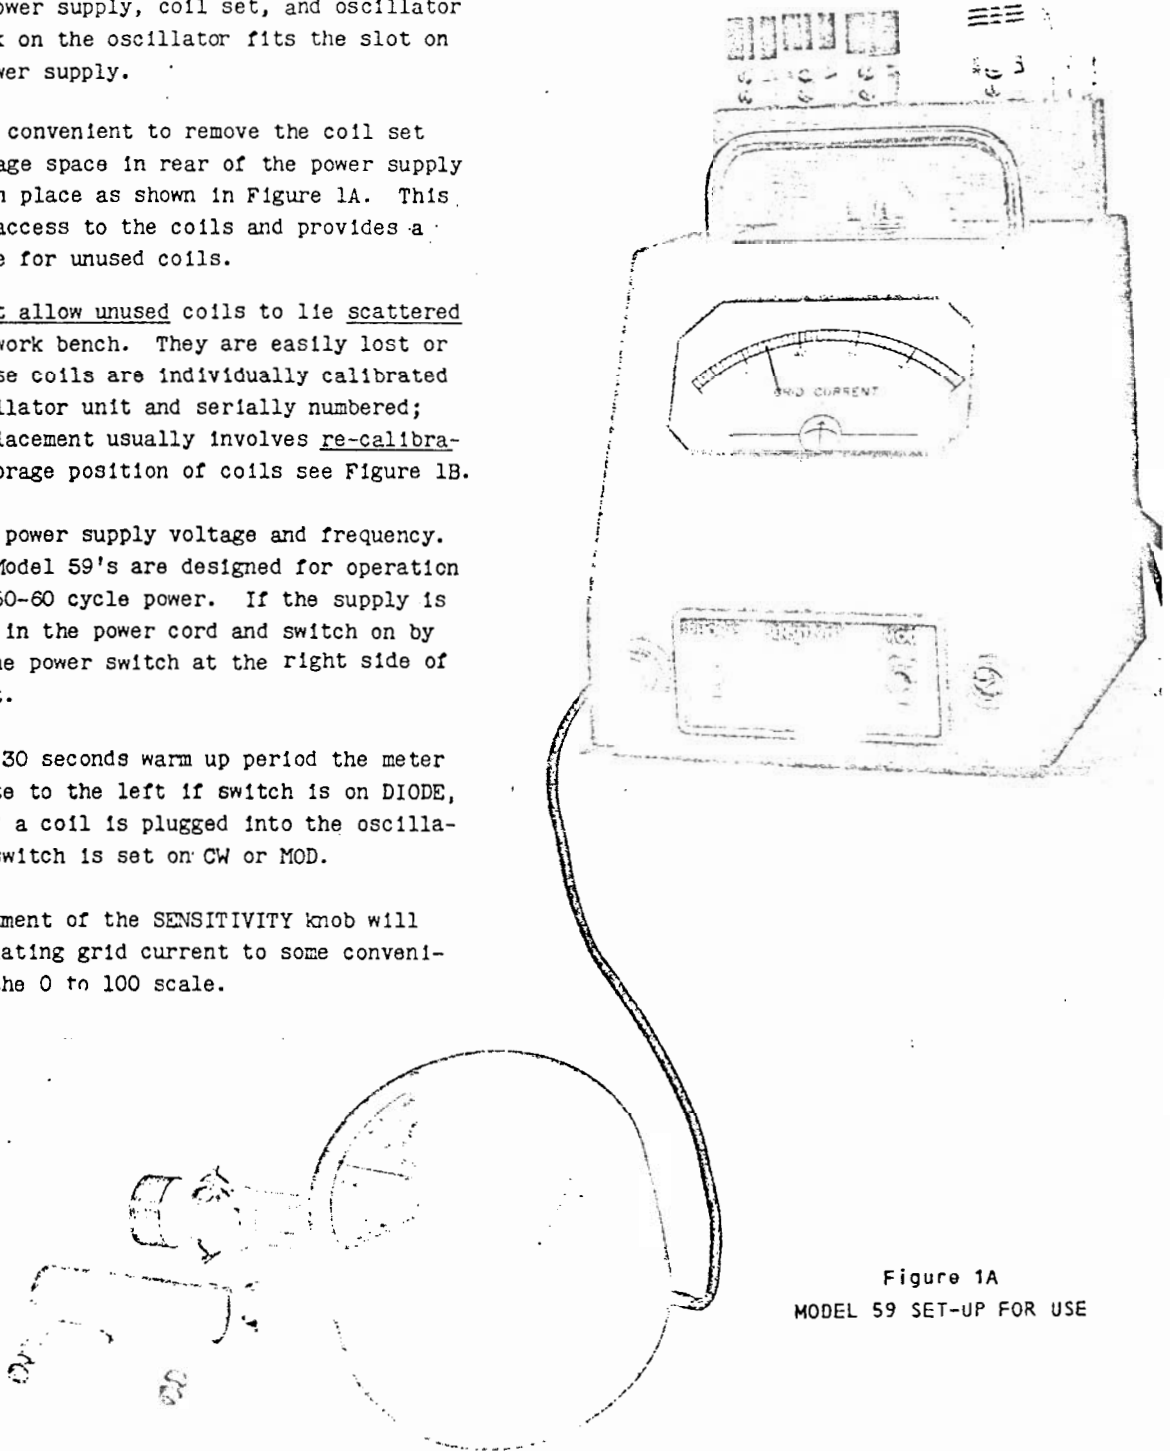 ower supply, coil set, and oscillator
k on the oscillator fits the slot on
wer supply.
convenient to remove the coil set
age space in rear of the power supply
n place as shown in Figure 1A. This
access to the coils and provides a
e for unused coils.
t allow unused coils to lie scattered
work bench. They are easily lost or
se coils are individually calibrated
llator unit and serially numbered;
lacement usually involves re-calibra-
orage position of coils see Figure 1B.
power supply voltage and frequency.
Model 59's are designed for operation
50-60 cycle power. If the supply is
in the power cord and switch on by
he power switch at the right side of
t.
30 seconds warm up period the meter
te to the left if switch is on DIODE,
a coil is plugged into the oscilla-
switch is set on CW or MOD.
ment of the SENSITIVITY knob will
ating grid current to some conveni-
the 0 to 100 scale.
GRID CURRENT
Figure 1A
MODEL 59 SET-UP FOR USE